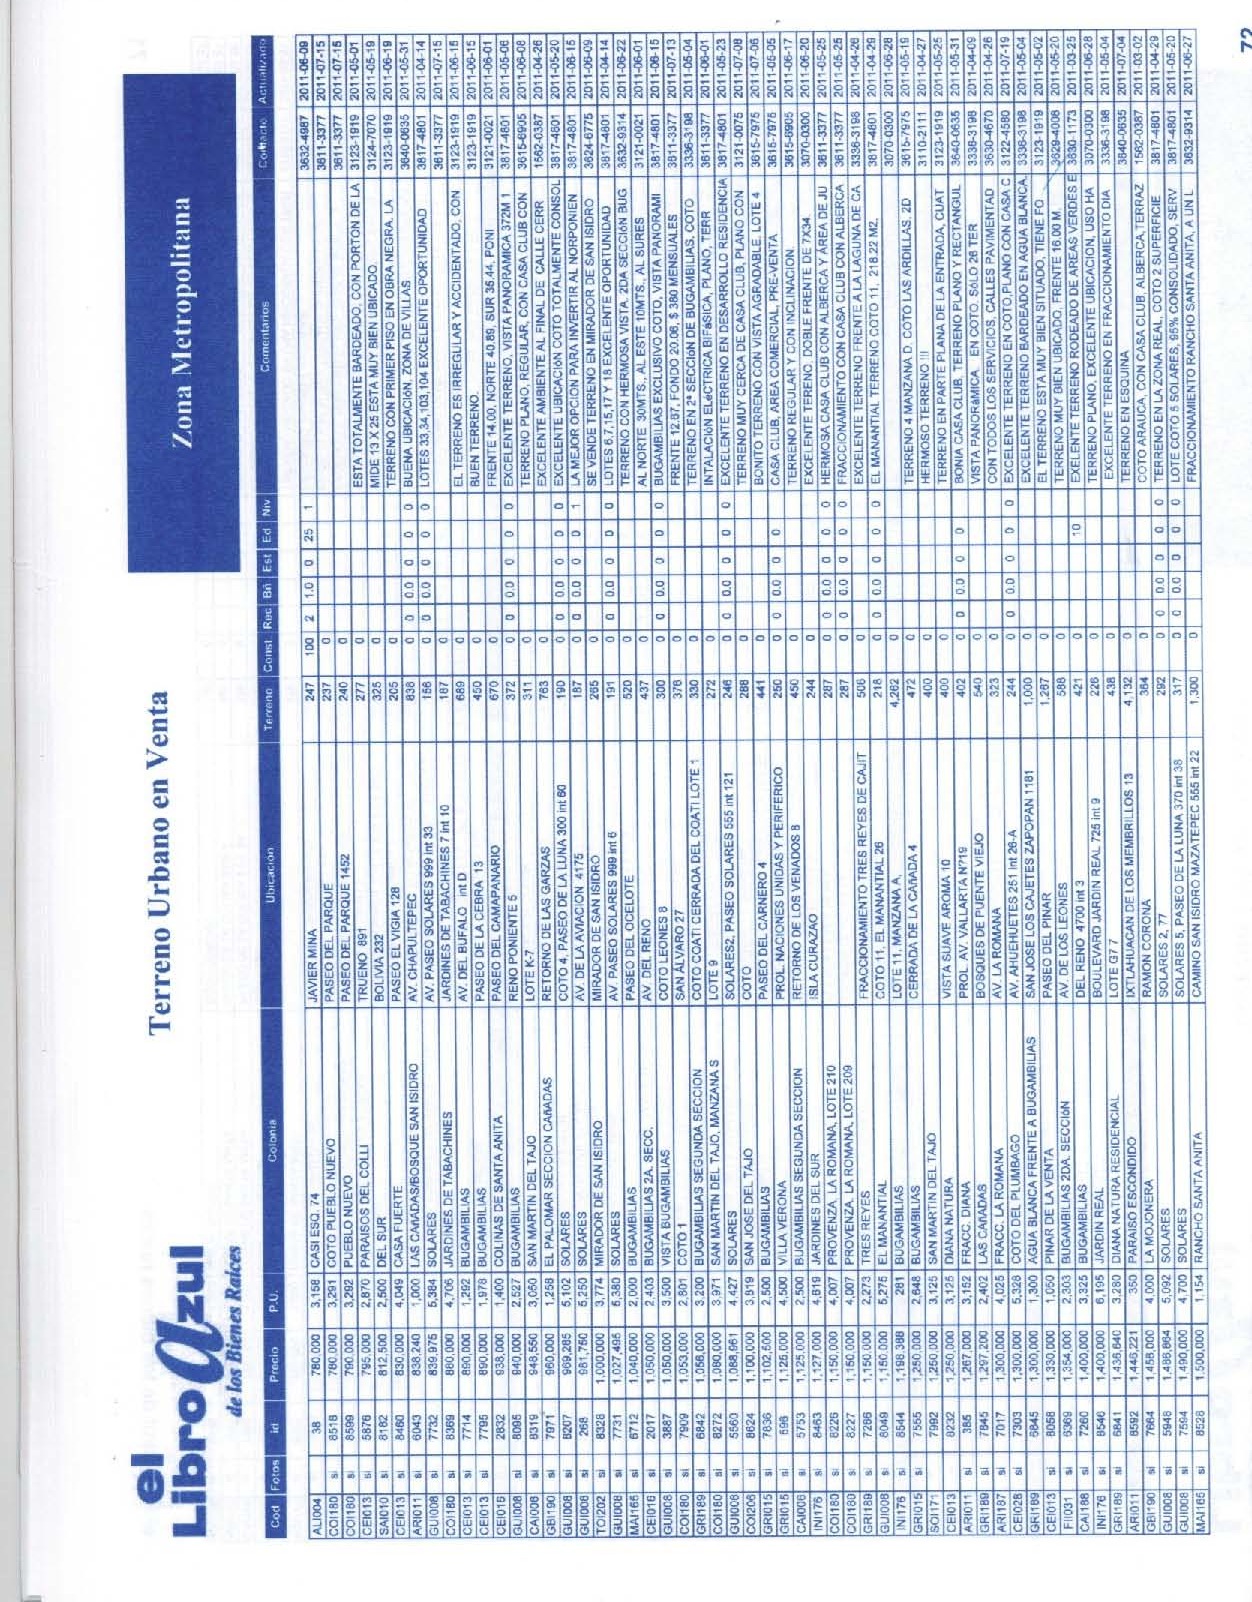 el
Libro Azul
de los Bienes Raíces
Terreno Urbano en Venta
Zona Metropolitana
Cod Fotos id Precio P.U. Colonia Ubicación Terreno Const Rec Bñ Est Ed Niv Comentarios Contacto Actualizado
ALI004 38 780,000 3,158 CASI ESQ. 74 JAVIER MINA 247 100 2 1.0 0 25 1 3632-4987 2011-06-09
COI180 si 8518 780,000 3,291 COTO PUEBLO NUEVO PASEO DEL PARQUE 237 0 3611-3377 2011-07-15
COI180 si 8599 790,000 3,292 PUEBLO NUEVO PASEO DEL PARQUE 1452 240 0 3611-3377 2011-07-15
CEI013 si 5876 795,000 2,870 PARAISOS DEL COLLI TRUENO 891 277 0 ESTA TOTALMENTE BARDEADO, CON PORTON DE LA 3123-1919 2011-05-01
SAI010 si 8182 812,500 2,500 DEL SUR BOLIVIA 232 325 0 MIDE 13 X 25 ESTA MUY BIEN UBICADO. 3124-7070 2011-05-19
CEI013 si 8460 830,000 4,049 CASA FUERTE PASEO EL VIGIA 128 205 0 TERRENO CON PRIMER PISO EN OBRA NEGRA. LA 3123-1919 2011-06-19
ARI011 si 6043 838,240 1,000 LAS CAñADAS/BOSQUE SAN ISIDRO AV. CHAPULTEPEC 838 0 0 0.0 0 0 BUENA UBICACIóN, ZONA DE VILLAS 3640-0635 2011-05-31
GUI008 si 7732 839,975 5,384 SOLARES AV. PASEO SOLARES 999 int 33 156 0 0 0.0 0 0 LOTES 33,34,103,104 EXCELENTE OPORTUNIDAD 3817-4801 2011-04-14
COI180 si 8369 880,000 4,706 JARDINES DE TABACHINES JARDINES DE TABACHINES 7 int 10 187 0 3611-3377 2011-07-15
CEI013 si 7714 890,000 1,292 BUGAMBILIAS AV. DEL BUFALO int D 689 0 EL TERRENO ES IRREGULAR Y ACCIDENTADO, CON 3123-1919 2011-06-15
CEI013 si 7795 890,000 1,978 BUGAMBILIAS PASEO DE LA CEBRA 13 450 0 BUEN TERRENO. 3123-1919 2011-06-15
CEI015 si 2832 938,000 1,400 COLINAS DE SANTA ANITA PASEO DEL CAMAPANARIO 670 0 FRENTE 14.00, NORTE 40.89, SUR 36.44, PONI 3121-0021 2011-06-01
GUI008 si 8095 940,000 2,527 BUGAMBILIAS RENO PONIENTE 5 372 0 0 0.0 0 0 EXCELENTE TERRENO, VISTA PANORAMICA 372M 1 3817-4801 2011-05-06
CAI006 si 8319 948,550 3,050 SAN MARTIN DEL TAJO LOTE K-7 311 0 TERRENO PLANO, REGULAR, CON CASA CLUB CON 3615-6905 2011-06-08
GBI190 si 7971 960,000 1,258 EL PALOMAR SECCION CAñADAS RETORNO DE LAS GARZAS 763 0 EXCELENTE AMBIENTE AL FINAL DE CALLE CERR 1562-0387 2011-04-26
GUI008 si 8207 969,285 5,102 SOLARES COTO 4, PASEO DE LA LUNA 300 int 60 190 0 0 0.0 0 0 EXCELENTE UBICACIóN COTO TOTALMENTE CONSOL 3817-4801 2011-05-20
GUI008 si 268 981,750 5,250 SOLARES AV. DE LA AVIACION 4175 187 0 0 0.0 0 1 LA MEJOR OPCION PARA INVERTIR AL NORPONIEN 3817-4801 2011-06-15
TOI202 si 8328 1,000,000 3,774 MIRADOR DE SAN ISIDRO MIRADOR DE SAN ISIDRO 265 0 SE VENDE TERRENO EN MIRADOR DE SAN ISIDRO 3624-6775 2011-06-09
GUI008 si 7731 1,027,495 5,380 SOLARES AV. PASEO SOLARES 999 int 6 191 0 0 0.0 0 0 LOTES 6,7,15,17 Y 18 EXCELENTE OPORTUNIDAD 3817-4801 2011-04-14
MAI165 si 6712 1,040,000 2,000 BUGAMBILIAS PASEO DEL OCELOTE 520 0 TERRENO CON HERMOSA VISTA. 2DA SECCIóN BUG 3632-9314 2011-06-22
CEI015 si 2017 1,050,000 2,403 BUGAMBILIAS 2A. SECC. AV. DEL RENO 437 0 AL NORTE 30MTS, AL ESTE 10MTS, AL SURES 3121-0021 2011-06-01
GUI008 si 3887 1,050,000 3,500 VISTA BUGAMBILIAS COTO LEONES 8 300 0 0 0.0 0 0 BUGAMBILIAS EXCLUSIVO COTO, VISTA PANORAMI 3817-4801 2011-06-15
COI180 si 7909 1,053,000 2,801 COTO 1 SAN ÁLVARO 27 376 0 FRENTE 12.87, FONDO 20.06, $ 380 MENSUALES 3611-3377 2011-07-13
GRI189 si 6842 1,056,000 3,200 BUGAMBILIAS SEGUNDA SECCION COTO COATI CERRADA DEL COATI LOTE 1 330 0 TERRENO EN 2ª SECCIóN DE BUGAMBILIAS, COTO 3336-3198 2011-05-04
COI180 si 8272 1,080,000 3,971 SAN MARTIN DEL TAJO, MANZANA S LOTE 9 272 0 INTALACION ELéCTRICA BIFáSICA, PLANO, TERR 3611-3377 2011-06-01
GUI008 si 5560 1,088,961 4,427 SOLARES SOLARES2, PASEO SOLARES 555 int 121 246 0 0 0.0 0 0 EXCELENTE TERRENO EN DESARROLLO RESIDENCIA 3817-4801 2011-05-23
COI206 si 8624 1,100,000 3,819 SAN JOSE DEL TAJO COTO 288 0 TERRENO MUY CERCA DE CASA CLUB, PLANO CON 3121-0075 2011-07-08
GRI015 si 7636 1,102,500 2,500 BUGAMBILIAS PASEO DEL CARNERO 4 441 0 BONITO TERRENO CON VISTA AGRADABLE. LOTE 4 3615-7975 2011-07-06
GRI015 si 596 1,125,000 4,500 VILLA VERONA PROL. NACIONES UNIDAS Y PERIFERICO 250 0 0 0.0 0 0 CASA CLUB, AREA COMERCIAL, PRE-VENTA 3615-7975 2011-05-05
CAI006 si 5753 1,125,000 2,500 BUGAMBILIAS SEGUNDA SECCION RETORNO DE LOS VENADOS 8 450 0 TERRENO REGULAR Y CON INCLINACION. 3615-6905 2011-06-17
INI176 si 8463 1,127,000 4,619 JARDINES DEL SUR ISLA CURAZAO 244 0 EXCELENTE TERRENO DOBLE FRENTE DE 7X34. 3070-0300 2011-06-20
COI180 si 8226 1,150,000 4,007 PROVENZA, LA ROMANA, LOTE 210 287 0 0 0.0 0 0 HERMOSA CASA CLUB CON ALBERCA Y AREA DE JU 3611-3377 2011-05-25
COI180 si 8227 1,150,000 4,007 PROVENZA, LA ROMANA, LOTE 209 287 0 0 0.0 0 0 FRACCIONAMIENTO CON CASA CLUB CON ALBERCA 3611-3377 2011-05-25
GRI189 si 7286 1,150,000 2,273 TRES REYES FRACCIONAMIENTO TRES REYES DE CAJIT 506 0 EXCELENTE TERRENO FRENTE A LA LAGUNA DE CA 3336-3198 2011-04-26
GUI008 si 6049 1,150,000 5,275 EL MANANTIAL COTO 11, EL MANANTIAL 26 218 0 0 0.0 0 0 EL MANANTIAL TERRENO COTO 11, 218.22 M2, 3817-4801 2011-04-29
INI176 si 8544 1,196,398 281 BUGAMBILIAS LOTE 11, MANZANA A, 4,262 0 3070-0300 2011-06-28
GRI015 si 7555 1,250,000 2,648 BUGAMBILIAS CERRADA DE LA CAñADA 4 472 0 TERRENO 4 MANZANA D. COTO LAS ARDILLAS. 2D 3615-7975 2011-05-19
SOI171 si 7992 1,250,000 3,125 SAN MARTIN DEL TAJO 400 0 HERMOSO TERRENO !!! 3110-2111 2011-04-27
CEI013 si 8232 1,250,000 3,125 DIANA NATURA VISTA SUAVE AROMA 10 400 0 TERRENO EN PARTE PLANA DE LA ENTRADA, CUAT 3123-1919 2011-05-25
ARI011 si 385 1,267,000 3,152 FRACC. DIANA PROL. AV. VALLARTA Nº719 402 0 0 0.0 0 0 BONIA CASA CLUB, TERRENO PLANO Y RECTANGUL 3640-0635 2011-05-31
GRI189 si 7845 1,297,200 2,402 LAS CAñADAS BOSQUES DE PUENTE VIEJO 540 0 VISTA PANORáMICA EN COTO SóLO 26 TER 3336-3198 2011-04-09
ARI187 si 7017 1,300,000 4,025 FRACC. LA ROMANA AV. LA ROMANA 323 0 CON TODOS LOS SERVICIOS, CALLES PAVIMENTAD 3630-4670 2011-04-26
CEI028 si 7303 1,300,000 5,328 COTO DEL PLUMBAGO AV. AHUEHUETES 251 int 26-A 244 0 0 0.0 0 0 EXCELENTE TERRENO EN COTO,PLANO CON CASA C 3122-4580 2011-07-19
GRI189 si 6845 1,300,000 1,300 AGUA BLANCA FRENTE A BUGAMBILIAS SAN JOSE LOS CAJETES ZAPOPAN 1181 1,000 0 EXCELENTE TERRENO BARDEADO EN AGUA BLANCA, 3336-3198 2011-05-04
CEI013 si 8058 1,330,000 1,050 PINAR DE LA VENTA PASEO DEL PINAR 1,267 0 EL TERRENO ESTA MUY BIEN SITUADO, TIENE FO 3123-1919 2011-05-02
FII031 si 6369 1,354,000 2,303 BUGAMBILIAS 2DA. SECCIóN AV. DE LOS LEONES 588 0 TERRENO MUY BIEN UBICADO, FRENTE 16.00 M. 3629-4008 2011-05-20
CAI188 si 7260 1,400,000 3,325 BUGAMBILIAS DEL RENO 4700 int 3 421 0 10 EXELENTE TERRENO RODEADO DE AREAS VERDES E 3630-1173 2011-03-25
INI176 si 8546 1,400,000 6,195 JARDIN REAL BOULEVARD JARDIN REAL 725 int 9 226 0 TERRENO PLANO, EXCELENTE UBICACION, USO HA 3070-0300 2011-06-28
GRI189 si 6841 1,436,640 3,280 DIANA NATURA RESIDENCIAL LOTE G7 7 438 0 EXCELENTE TERRENO EN FRACCIONAMIENTO DIA 3336-3198 2011-05-04
ARI011 si 8592 1,446,221 350 PARAISO ESCONDIDO IXTLAHUACAN DE LOS MEMBRILLOS 13 4,132 0 TERRENO EN ESQUINA 3640-0635 2011-07-04
GBI190 si 7664 1,458,000 4,000 LA MOJONERA RAMON CORONA 364 0 COTO ARAUCA, CON CASA CLUB, ALBERCA,TERRAZ 1562-0387 2011-03-02
GUI008 si 5948 1,486,864 5,092 SOLARES SOLARES 2, 77 292 0 0 0.0 0 0 TERRENO EN LA ZONA REAL, COTO 2 SUPERFICIE 3817-4801 2011-04-29
GUI008 si 7594 1,490,000 4,700 SOLARES SOLARES 5, PASEO DE LA LUNA 370 int 38 317 0 0 0.0 0 0 LOTE COTO 5 SOLARES, 95% CONSOLIDADO, SERV 3817-4801 2011-05-20
MAI165 si 8528 1,500,000 1,154 RANCHO SANTA ANITA CAMINO SAN ISIDRO MAZATEPEC 555 int 22 1,300 0 FRACCIONAMIENTO RANCHO SANTA ANITA, A UN L 3632-9314 2011-06-27
72